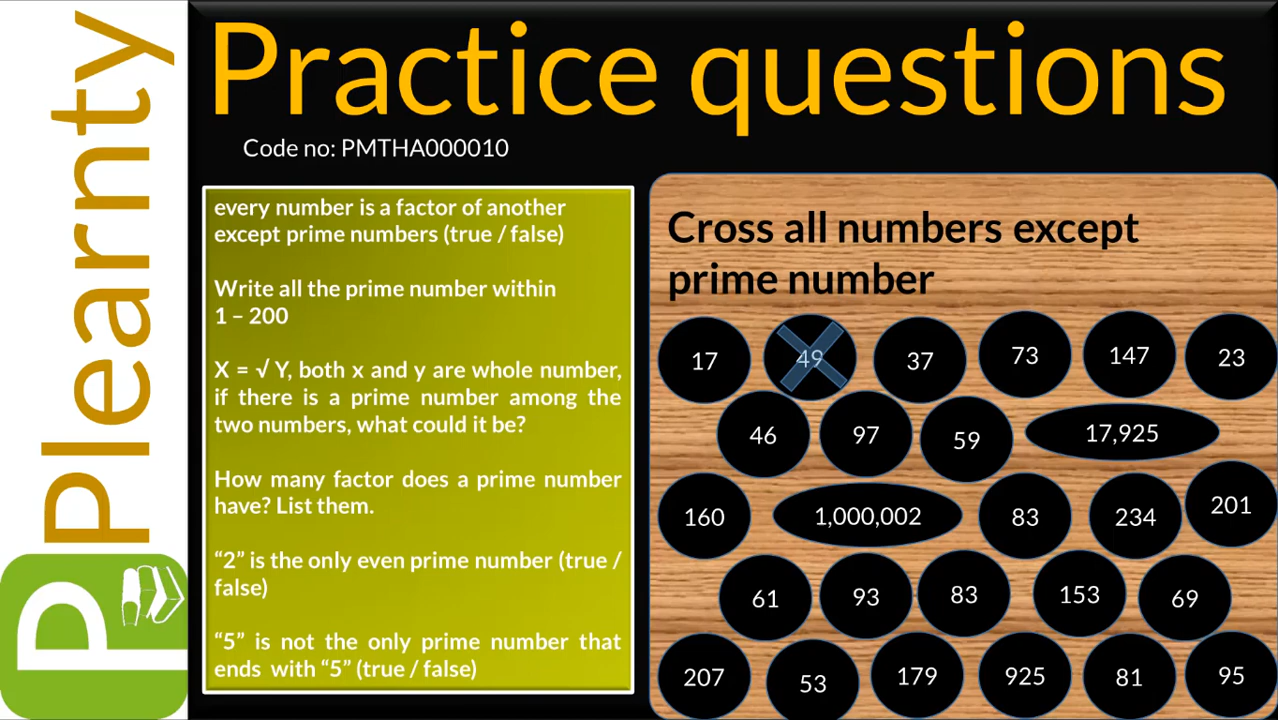 Plearnty
P
Practice questions
Code no: PMTHA000010
every number is a factor of another
except prime numbers (true / false)
Write all the prime number within
1 – 200
X = √ Y, both x and y are whole number,
if there is a prime number among the
two numbers, what could it be?
How many factor does a prime number
have? List them.
“2” is the only even prime number (true /
false)
“5” is not the only prime number that
ends with “5” (true / false)
Cross all numbers except
prime number
17 49 37 73 147 23
46 97 59 17,925
160 1,000,002 83 234 201
61 93 83 153 69
207 53 179 925 81 95